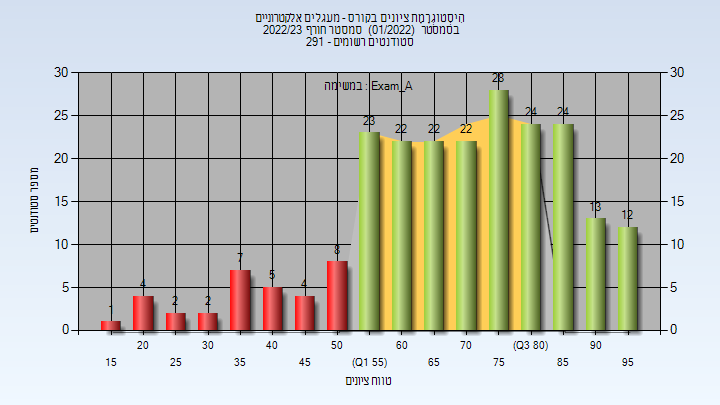 היסטוגרמת ציונים בקורס - מעגלים אלקטרוניים
בסמסטר (01/2022) סמסטר חורף 2022/23
סטודנטים רשומים - 291
במשימה : Exam_A
30 30
25 25
20 20
15 15
10 10
5 5
0 0
מספר סטודנטים
1 4 2 2 7 5 4 8 23 22 22 22 28 24 24 13 12
20 30 40 50 60 70 (Q3 80) 90
15 25 35 45 (Q1 55) 65 75 85 95
טווח ציונים